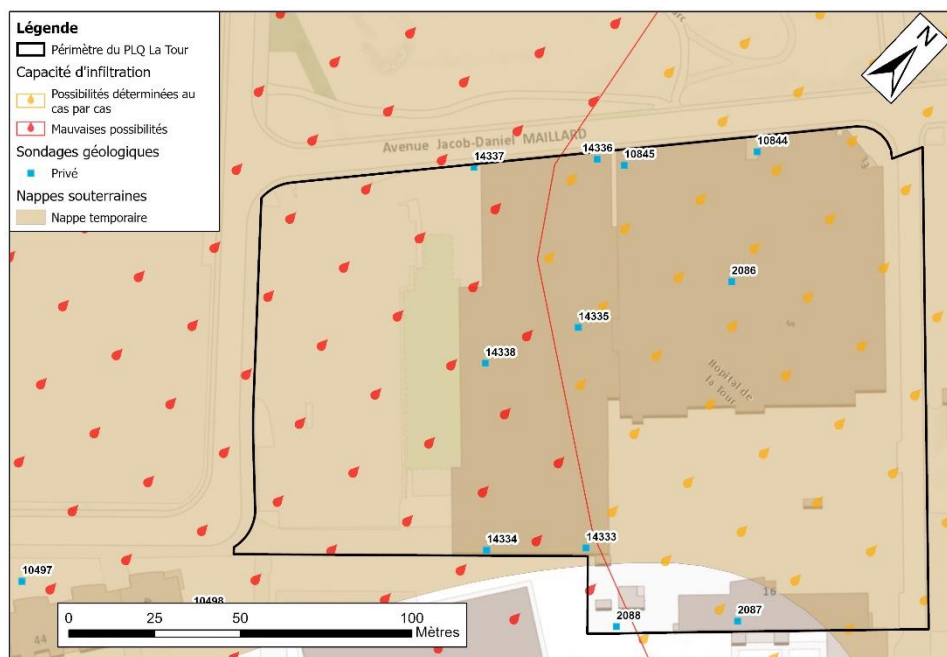 Légende
Périmètre du PLQ La Tour
Capacité d'infiltration
Possibilités déterminées au
cas par cas
Mauvaises possibilités
Sondages géologiques
Privé
Nappes souterraines
Nappe temporaire
N
Avenue Jacob-Daniel MAILLARD
14337
14336
10845
10844
2086
14335
14338
Hôpital de
la Tour
14334
14333
10497
10498
16
2088
2087
44
0 25 50 100
Mètres